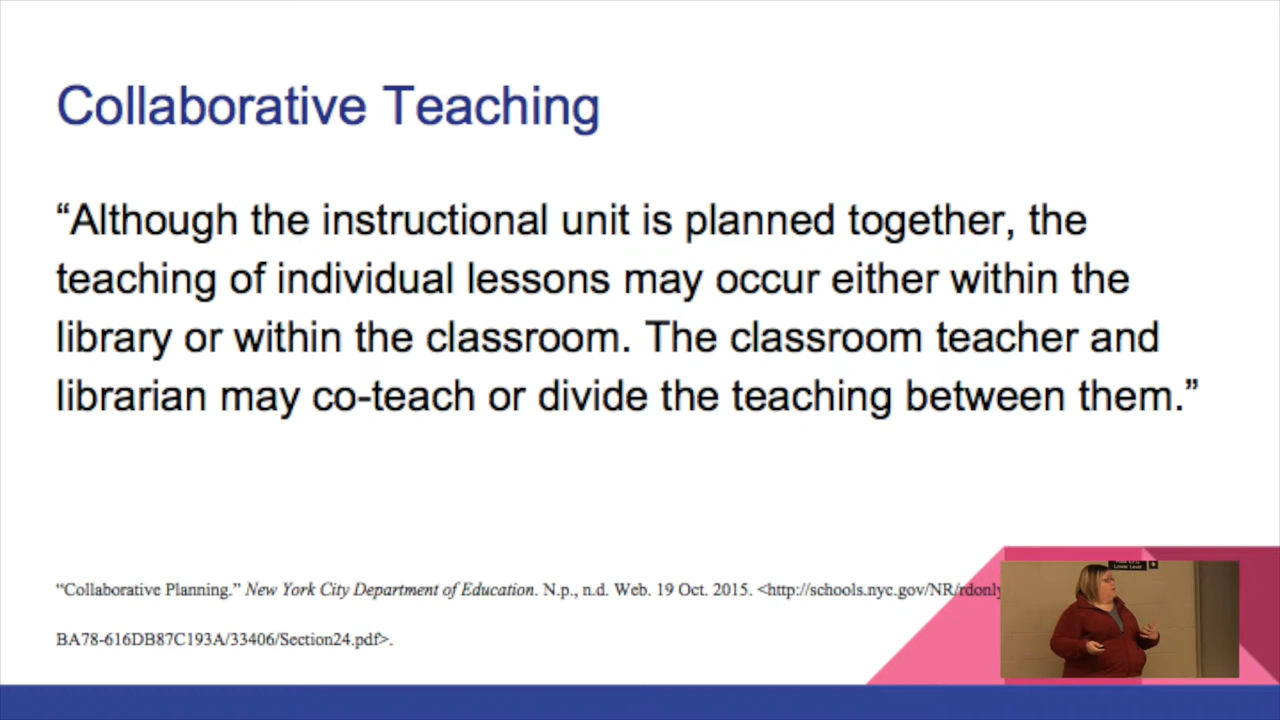 Collaborative Teaching
“Although the instructional unit is planned together, the
teaching of individual lessons may occur either within the
library or within the classroom. The classroom teacher and
librarian may co-teach or divide the teaching between them.”
“Collaborative Planning.” New York City Department of Education. N.p., n.d. Web. 19 Oct. 2015. <http://schools.nyc.gov/NR/rdonly
BA78-616DB87C193A/33406/Section24.pdf>.
Lower Level